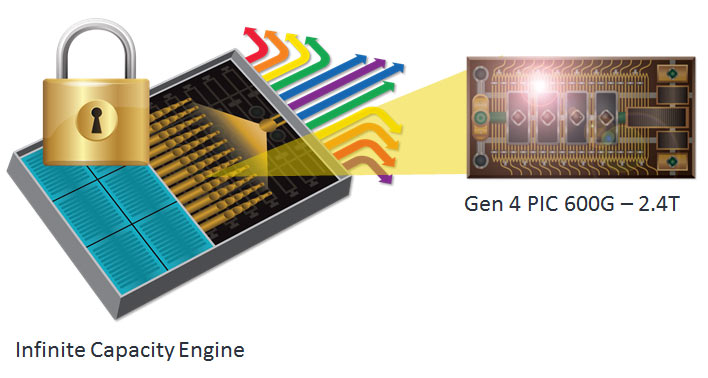 Gen 4 PIC 600G – 2.4T
Infinite Capacity Engine